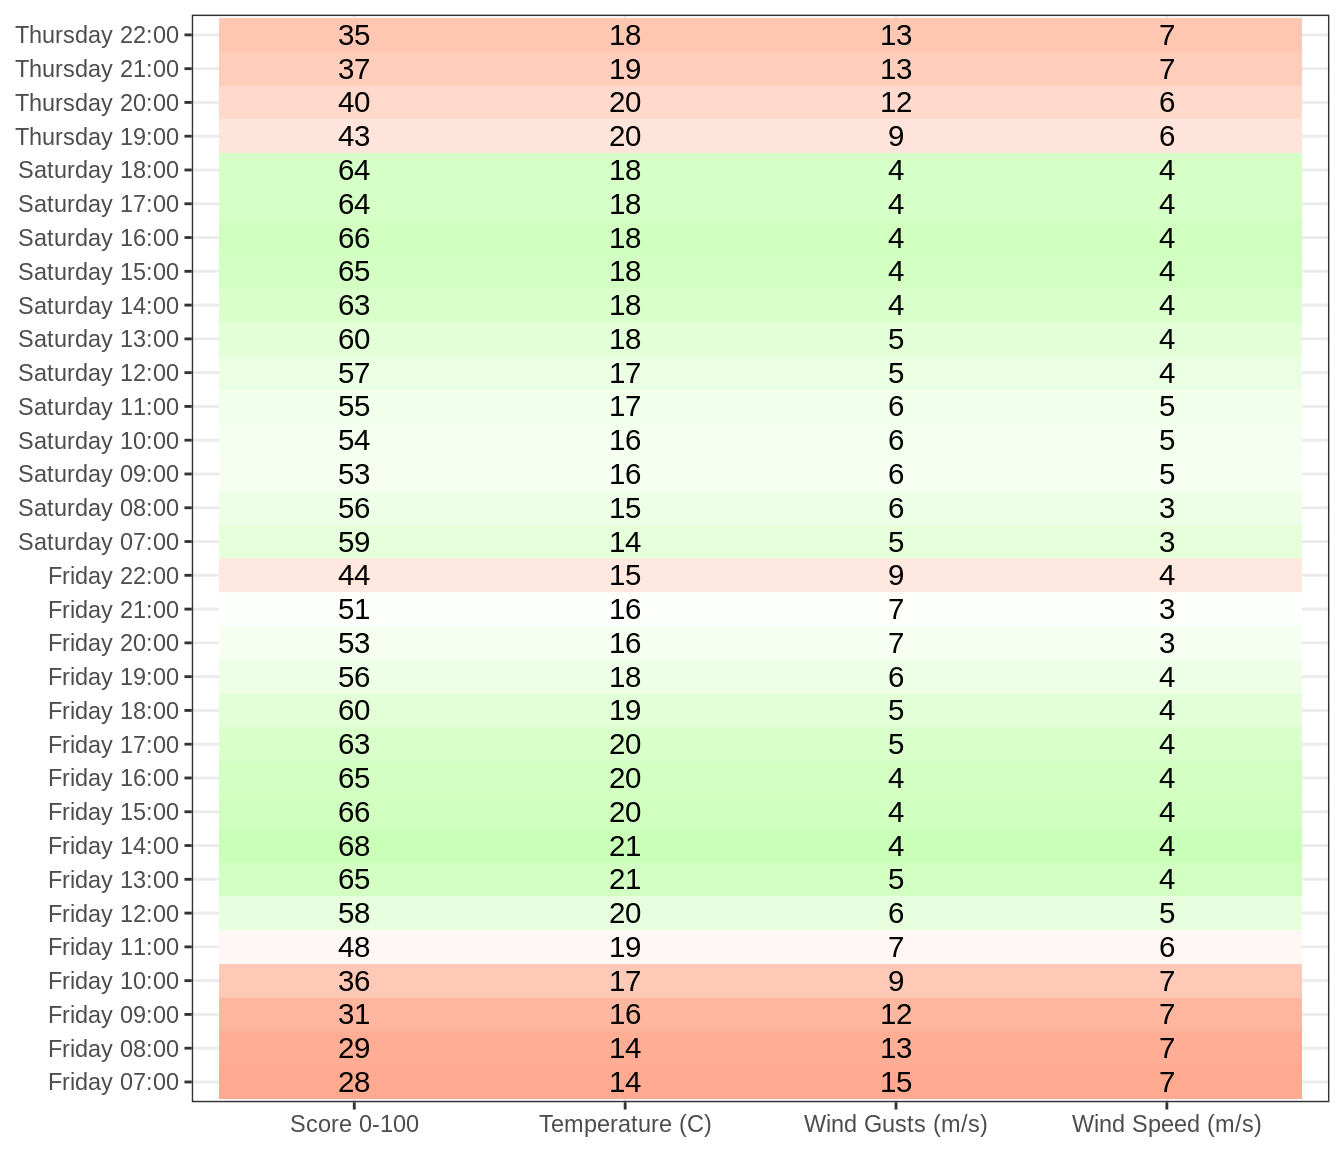 Thursday 22:00 35 18 13 7
Thursday 21:00 37 19 13 7
Thursday 20:00 40 20 12 6
Thursday 19:00 43 20 9 6
Saturday 18:00 64 18 4 4
Saturday 17:00 64 18 4 4
Saturday 16:00 66 18 4 4
Saturday 15:00 65 18 4 4
Saturday 14:00 63 18 4 4
Saturday 13:00 60 18 5 4
Saturday 12:00 57 17 5 4
Saturday 11:00 55 17 6 5
Saturday 10:00 54 16 6 5
Saturday 09:00 53 16 6 5
Saturday 08:00 56 15 6 3
Saturday 07:00 59 14 5 3
Friday 22:00 44 15 9 4
Friday 21:00 51 16 7 3
Friday 20:00 53 16 7 3
Friday 19:00 56 18 6 4
Friday 18:00 60 19 5 4
Friday 17:00 63 20 5 4
Friday 16:00 65 20 4 4
Friday 15:00 66 20 4 4
Friday 14:00 68 21 4 4
Friday 13:00 65 21 5 4
Friday 12:00 58 20 6 5
Friday 11:00 48 19 7 6
Friday 10:00 36 17 9 7
Friday 09:00 31 16 12 7
Friday 08:00 29 14 13 7
Friday 07:00 28 14 15 7
Score 0-100 Temperature (C) Wind Gusts (m/s) Wind Speed (m/s)